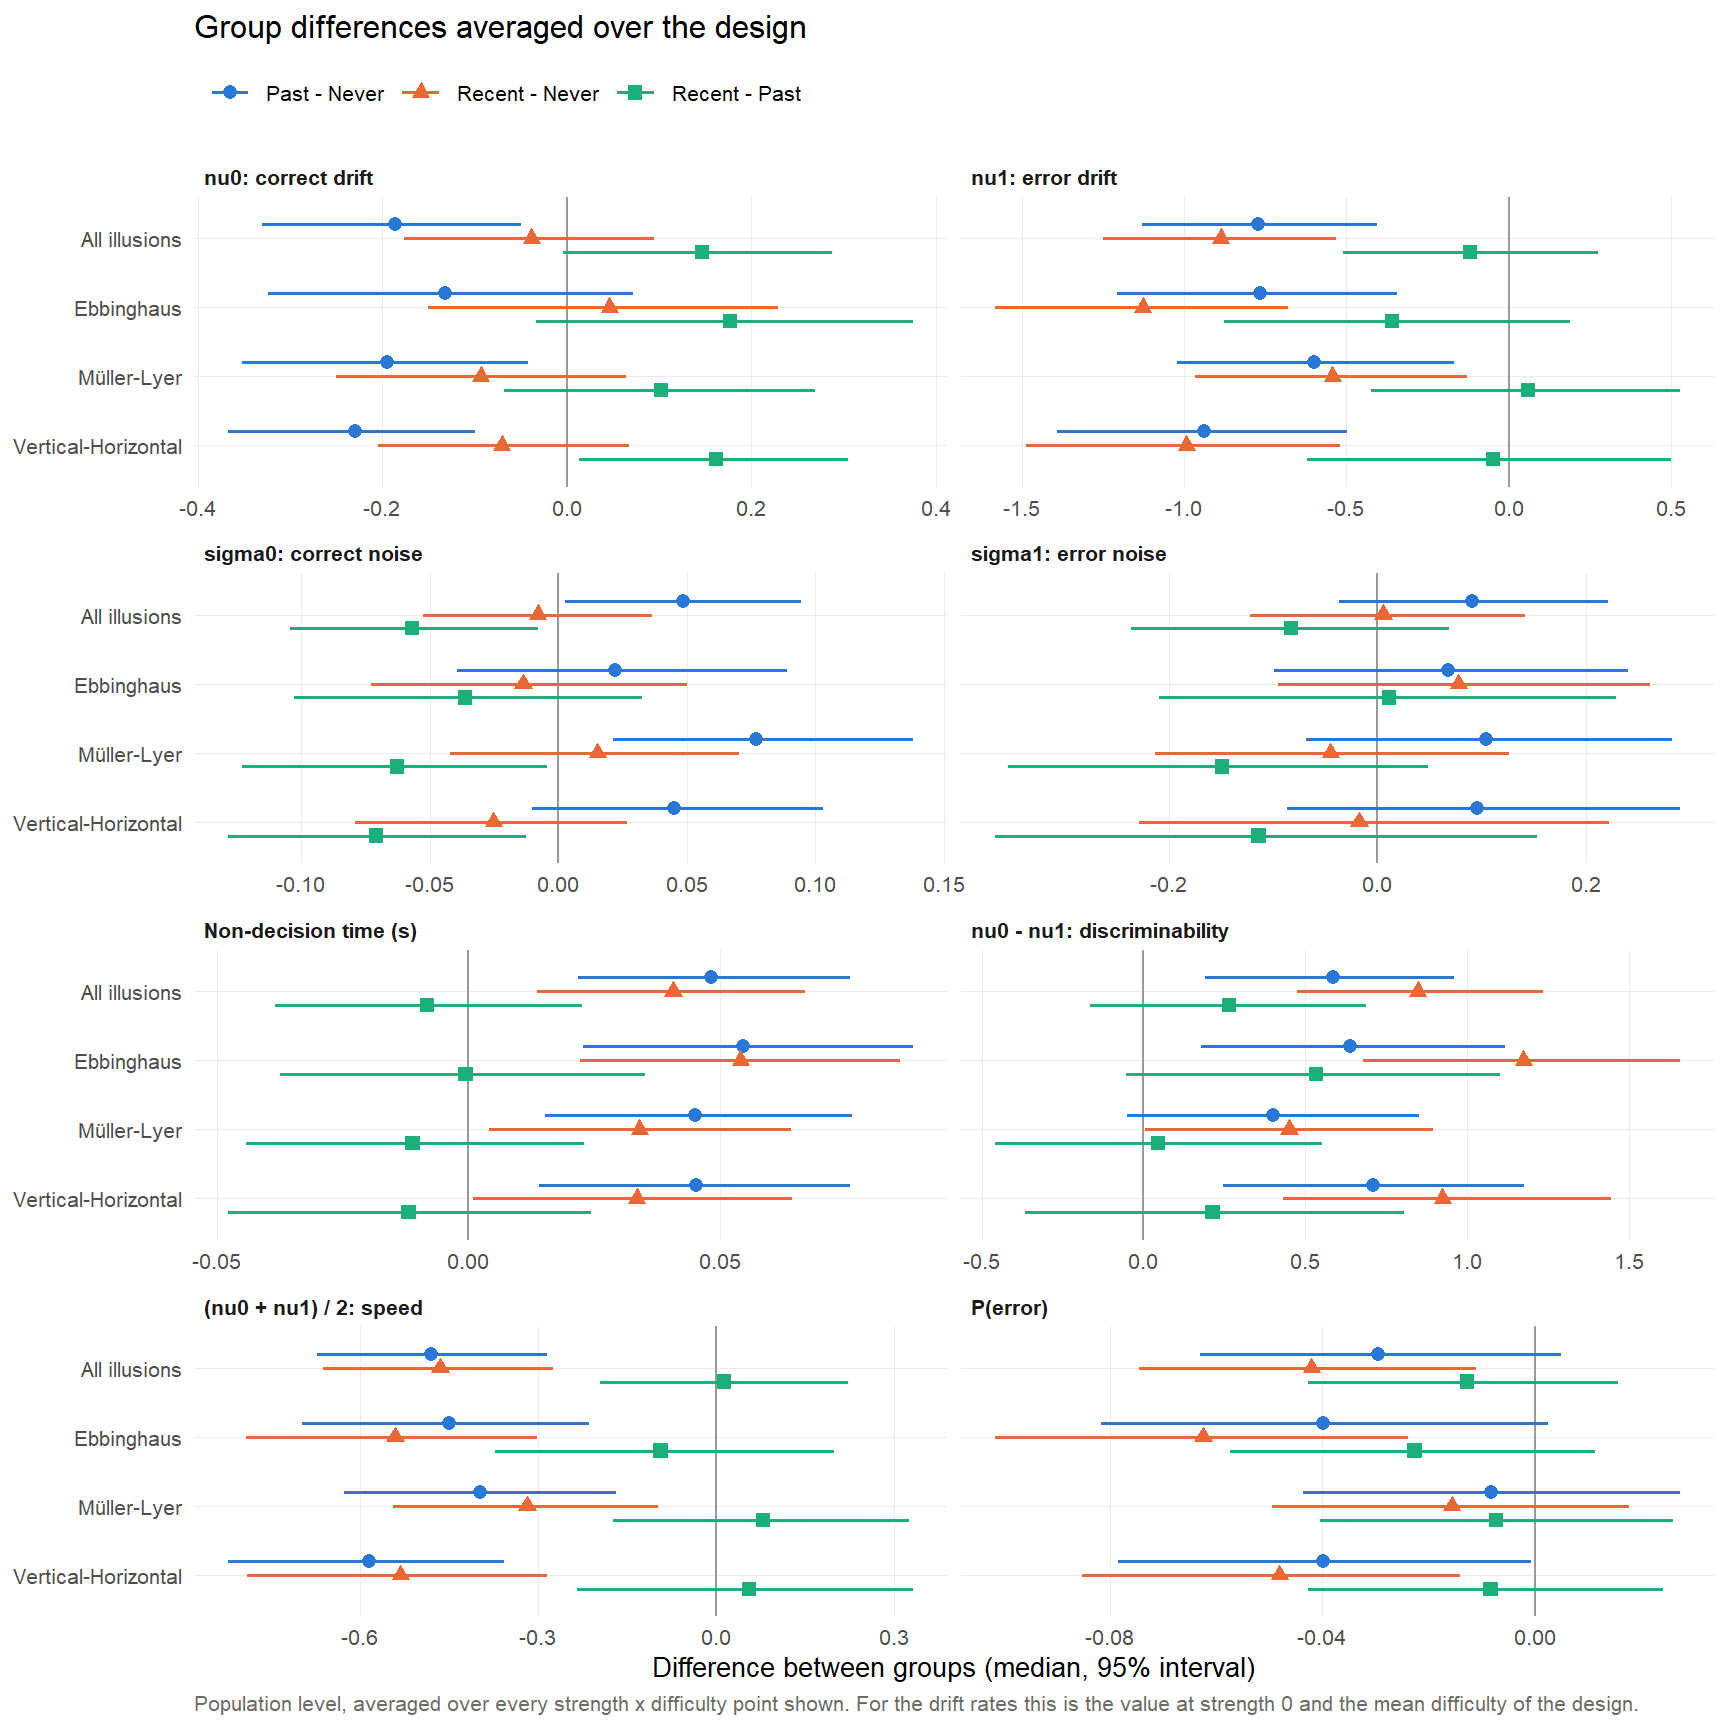 Group differences averaged over the design
Past - Never Recent - Never Recent - Past
nu0: correct drift nu1: error drift
All illusions
Ebbinghaus
Müller-Lyer
Vertical-Horizontal
-0.4 -0.2 0.0 0.2 0.4 -1.5 -1.0 -0.5 0.0 0.5
sigma0: correct noise sigma1: error noise
All illusions
Ebbinghaus
Müller-Lyer
Vertical-Horizontal
-0.10 -0.05 0.00 0.05 0.10 0.15 -0.2 0.0 0.2
Non-decision time (s) nu0 - nu1: discriminability
All illusions
Ebbinghaus
Müller-Lyer
Vertical-Horizontal
-0.05 0.00 0.05 -0.5 0.0 0.5 1.0 1.5
(nu0 + nu1) / 2: speed P(error)
All illusions
Ebbinghaus
Müller-Lyer
Vertical-Horizontal
-0.6 -0.3 0.0 0.3 -0.08 -0.04 0.00
Difference between groups (median, 95% interval)
Population level, averaged over every strength x difficulty point shown. For the drift rates this is the value at strength 0 and the mean difficulty of the design.